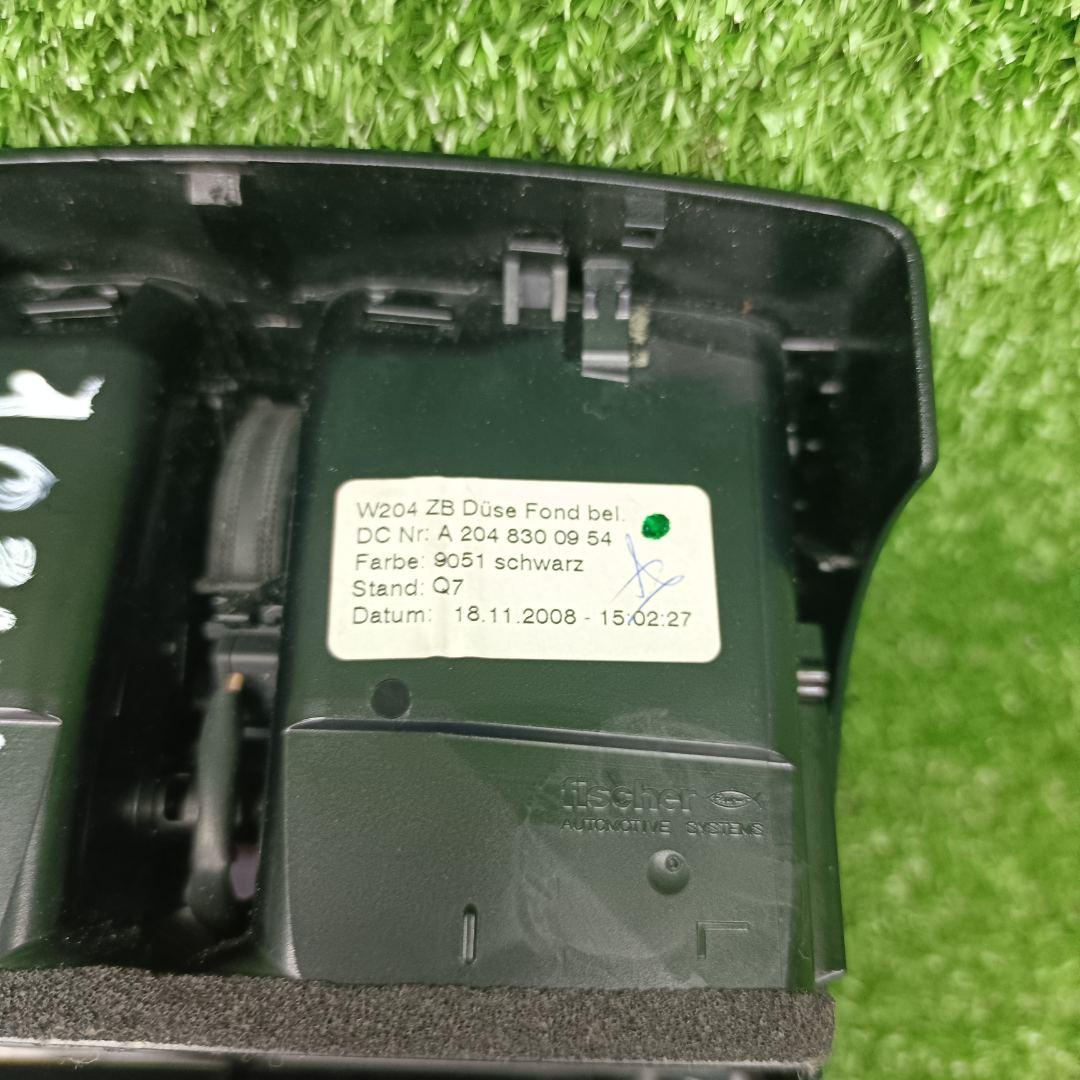 W204 ZB Düse Fond bel.
DC Nr: A 204 830 09 54
Farbe: 9051 schwarz
Stand: Q7
Datum: 18.11.2008 - 15:02:27
fischer
AUTOMOTIVE SYSTEMS